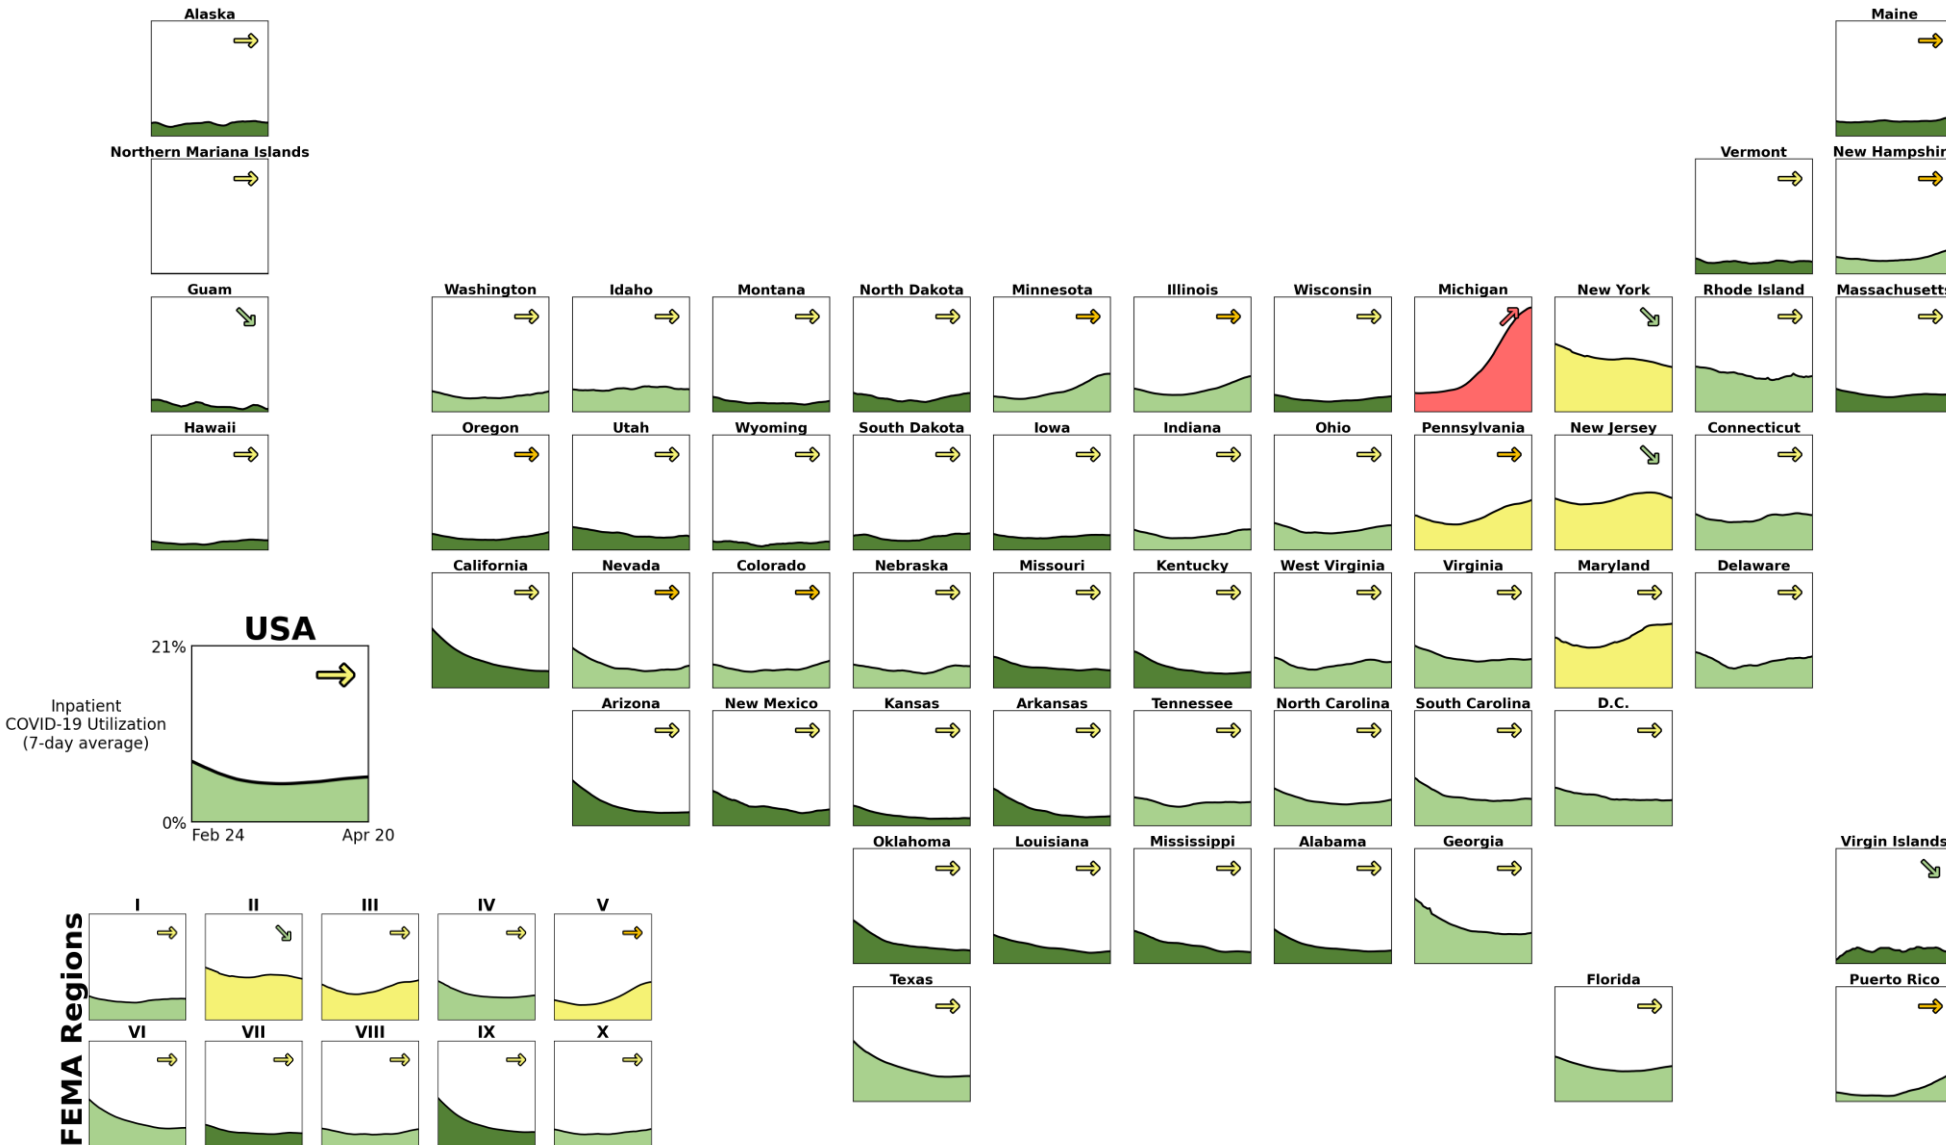 Alaska
Maine
Northern Mariana Islands
Vermont
New Hampshir
Guam
Washington
Idaho
Montana
North Dakota
Minnesota
Illinois
Wisconsin
Michigan
New York
Rhode Island
Massachusetts
Hawaii
Oregon
Utah
Wyoming
South Dakota
Iowa
Indiana
Ohio
Pennsylvania
New Jersey
Connecticut
California
Nevada
Colorado
Nebraska
Missouri
Kentucky
West Virginia
Virginia
Maryland
Delaware
USA
21%
Inpatient
COVID-19 Utilization
(7-day average)
0%
Feb 24
Apr 20
Arizona
New Mexico
Kansas
Arkansas
Tennessee
North Carolina
South Carolina
D.C.
Oklahoma
Louisiana
Mississippi
Alabama
Georgia
Virgin Islands
Texas
Florida
Puerto Rico
FEMA Regions
I
II
III
IV
V
VI
VII
VIII
IX
X